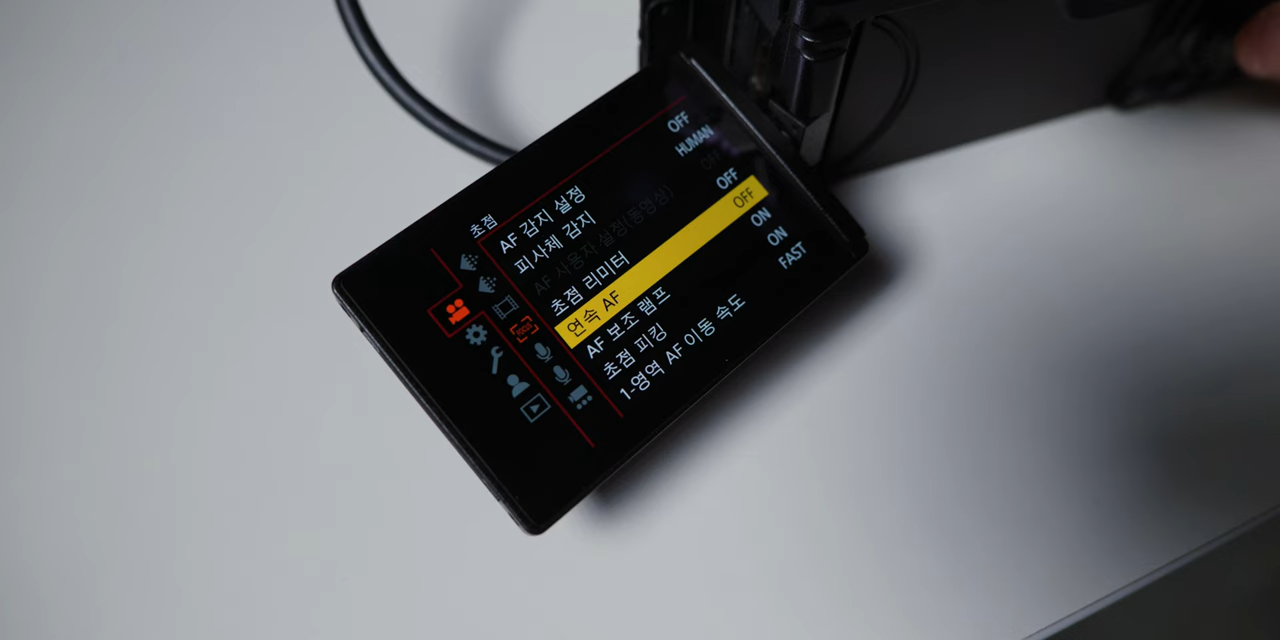 초점
AF 감지 설정 OFF
피사체 감지 HUMAN
AF 사용자 설정(동영상) OFF
초점 리미터 OFF
연속 AF OFF
AF 보조 램프 ON
초점 피킹 ON
1-영역 AF 이동 속도 FAST